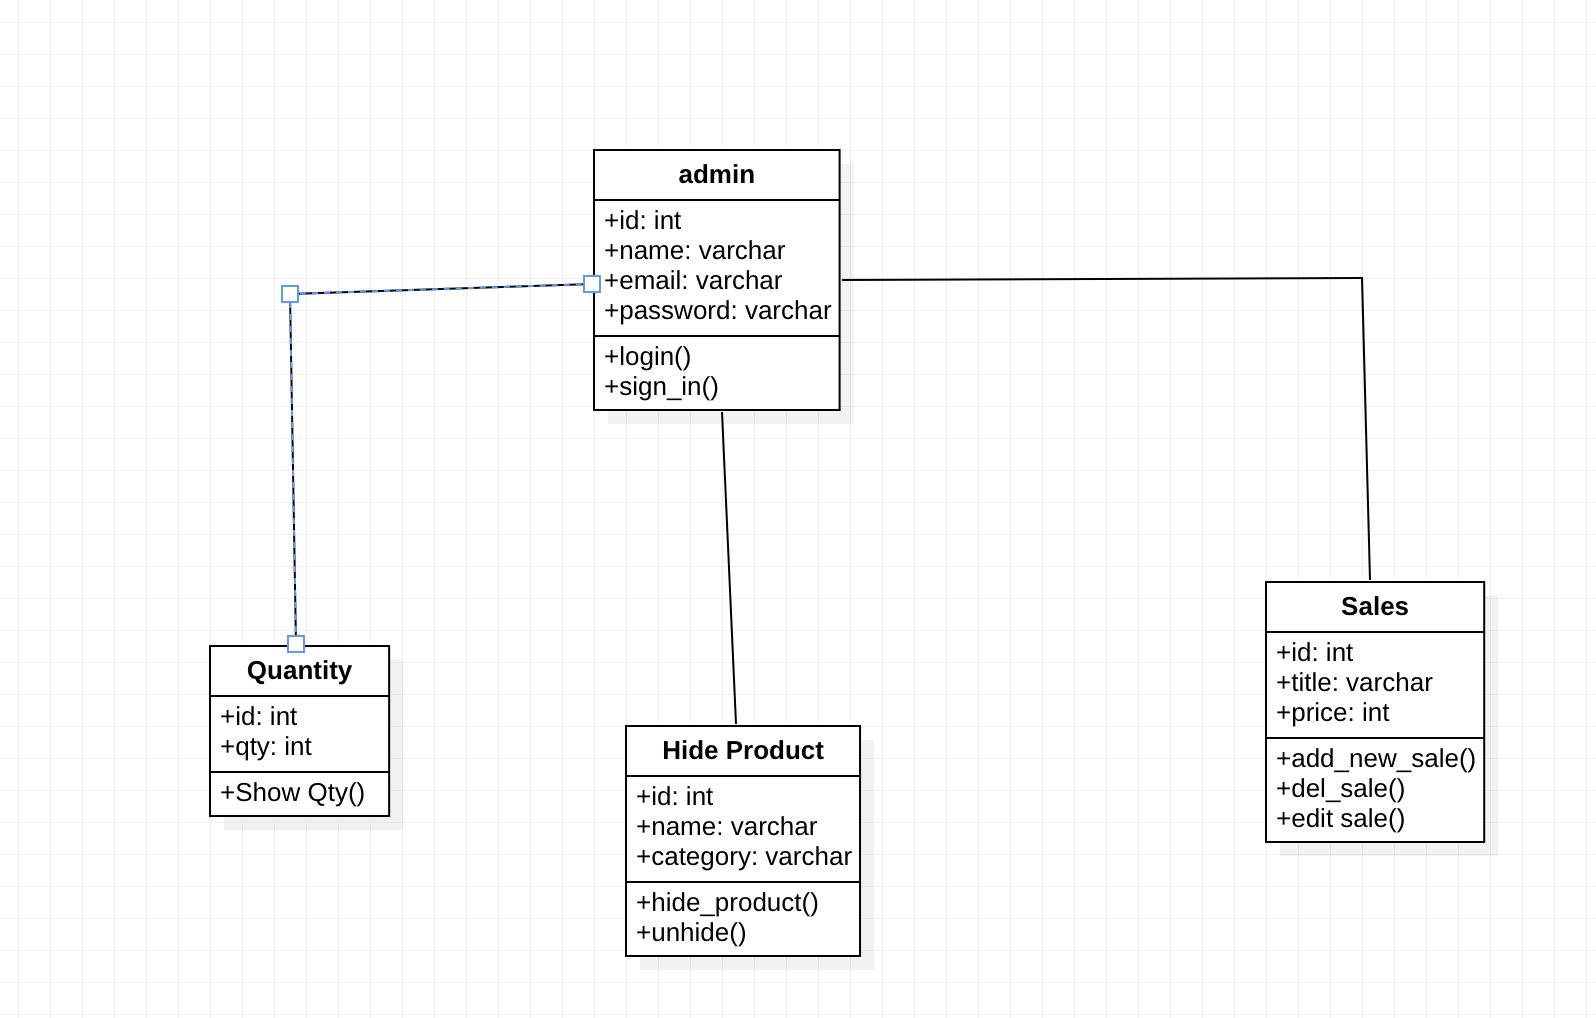 admin
+id: int
+name: varchar
+email: varchar
+password: varchar
+login()
+sign_in()
Quantity
+id: int
+qty: int
+Show Qty()
Hide Product
+id: int
+name: varchar
+category: varchar
+hide_product()
+unhide()
Sales
+id: int
+title: varchar
+price: int
+add_new_sale()
+del_sale()
+edit sale()